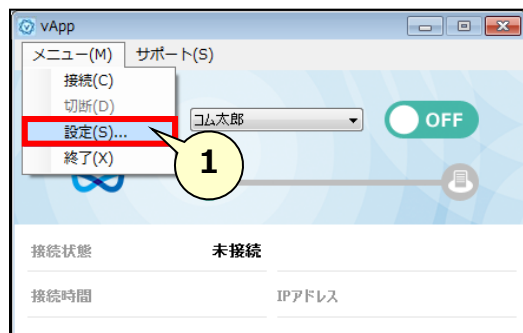 vApp
メニュー(M) サポート(S)
接続(C)
切断(D)
コム太郎
OFF
設定(S)...
終了(X)
1
接続状態 未接続
接続時間 IPアドレス